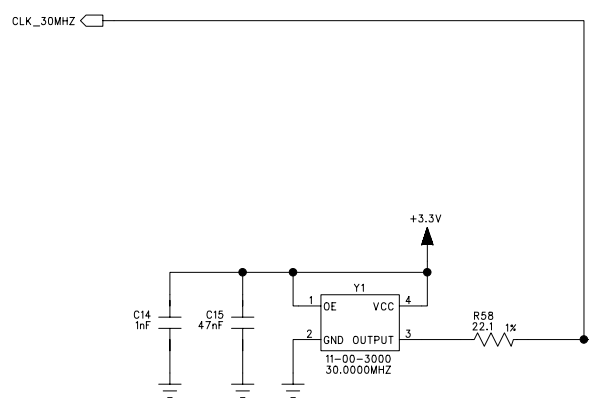 CLK_30MHZ
+3.3V
Y1
1 OE VCC 4
2 GND OUTPUT 3
11-00-3000
30.0000MHZ
C14
1nF
C15
47nF
R58
22.1 1%